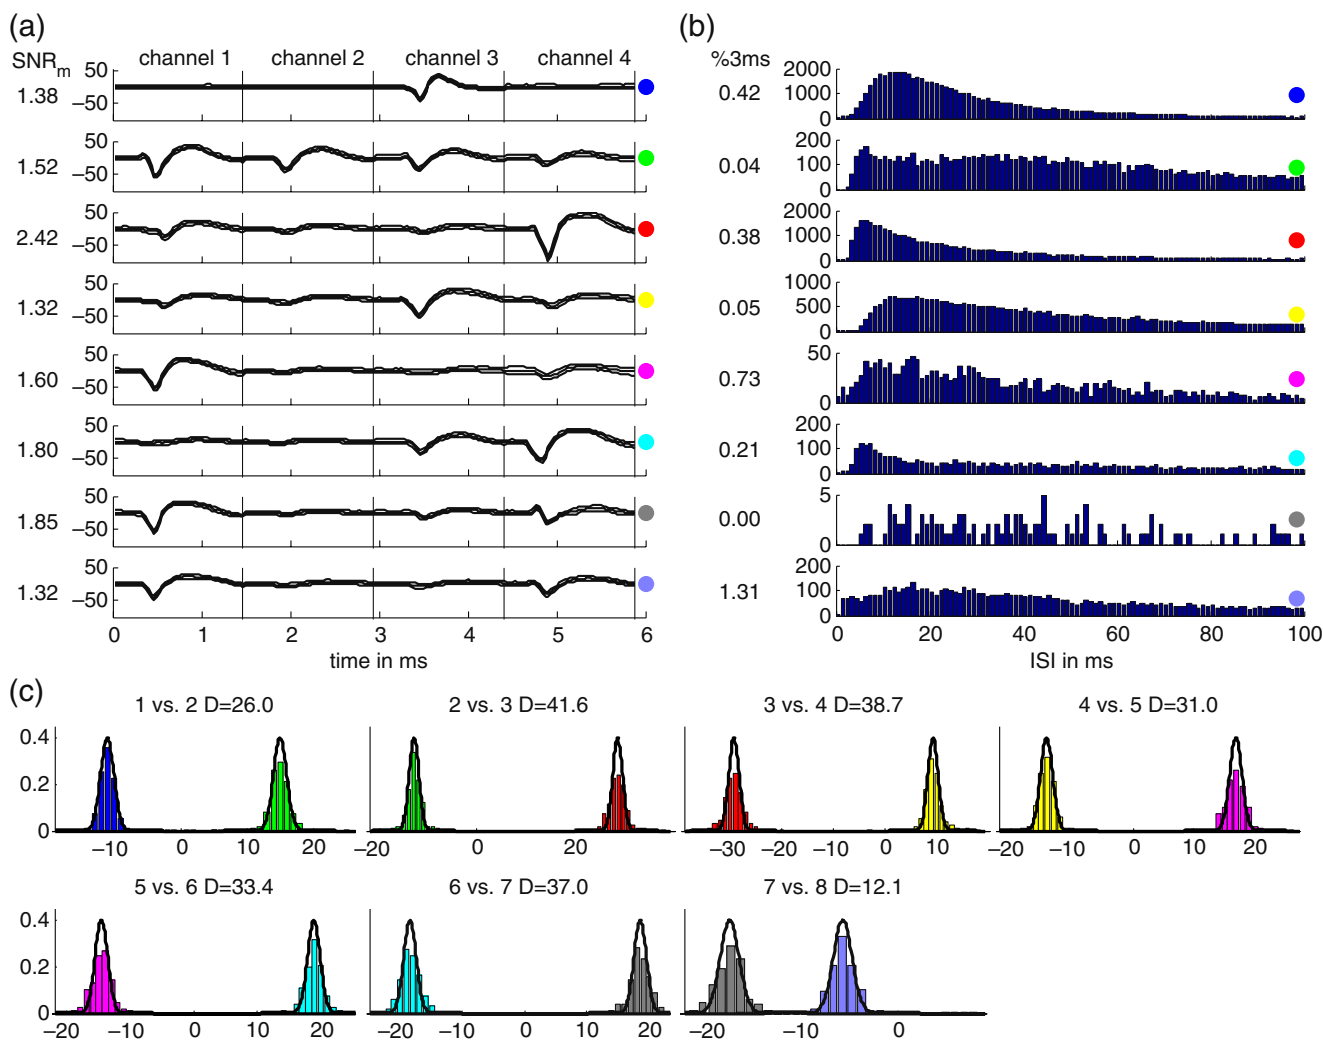 (a)
SNRm
channel 1
channel 2
channel 3
channel 4
1.38
50
−50
1.52
50
−50
2.42
50
−50
1.32
50
−50
1.60
50
−50
1.80
50
−50
1.85
50
−50
1.32
50
−50
0 1 2 3 4 5 6
time in ms
(b)
%3ms
0.42
2000
1000
0
0.04
200
100
0
0.38
2000
1000
0
0.05
1000
500
0
0.73
50
0
0.21
200
100
0
0.00
5
0
1.31
200
100
0
0 20 40 60 80 100
ISI in ms
(c)
1 vs. 2 D=26.0
0.4
0.2
0
−10 0 10 20
2 vs. 3 D=41.6
−20 0 20
3 vs. 4 D=38.7
−30 −20 −10 0 10
4 vs. 5 D=31.0
−20 −10 0 10 20
5 vs. 6 D=33.4
0.4
0.2
0
−20 −10 0 10 20
6 vs. 7 D=37.0
−20 −10 0 10 20
7 vs. 8 D=12.1
−20 −10 0